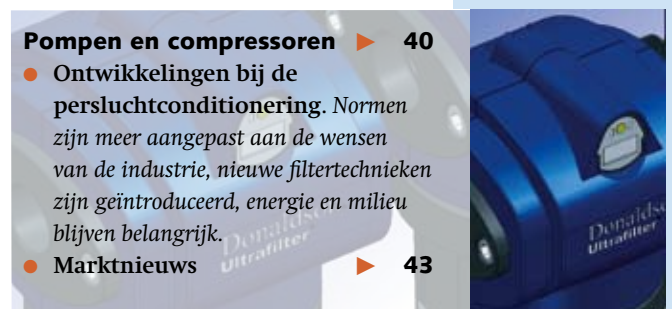 Pompen en compressoren ▶ 40
● Ontwikkelingen bij de
persluchtconditionering. Normen
zijn meer aangepast aan de wensen
van de industrie, nieuwe filtertechnieken
zijn geïntroduceerd, energie en milieu
blijven belangrijk.
● Marktnieuws ▶ 43
Donaldson
Ultrafilter
Donaldso
Ultrafilter